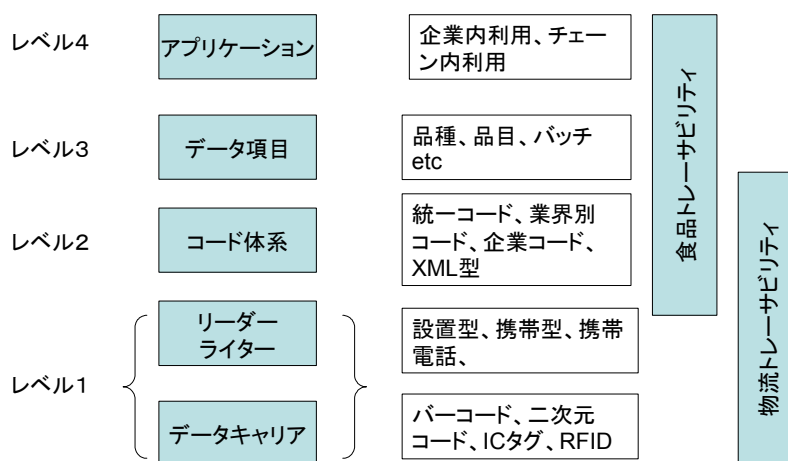 レベル4
アプリケーション
企業内利用、チェー
ン内利用
レベル3
データ項目
品種、品目、バッチ
etc
レベル2
コード体系
統一コード、業界別
コード、企業コード、
XML型
レベル1
リーダー
ライター
設置型、携帯型、携帯
電話、
データキャリア
バーコード、二次元
コード、ICタグ、RFID
食品トレーサビリティ
物流トレーサビリティ